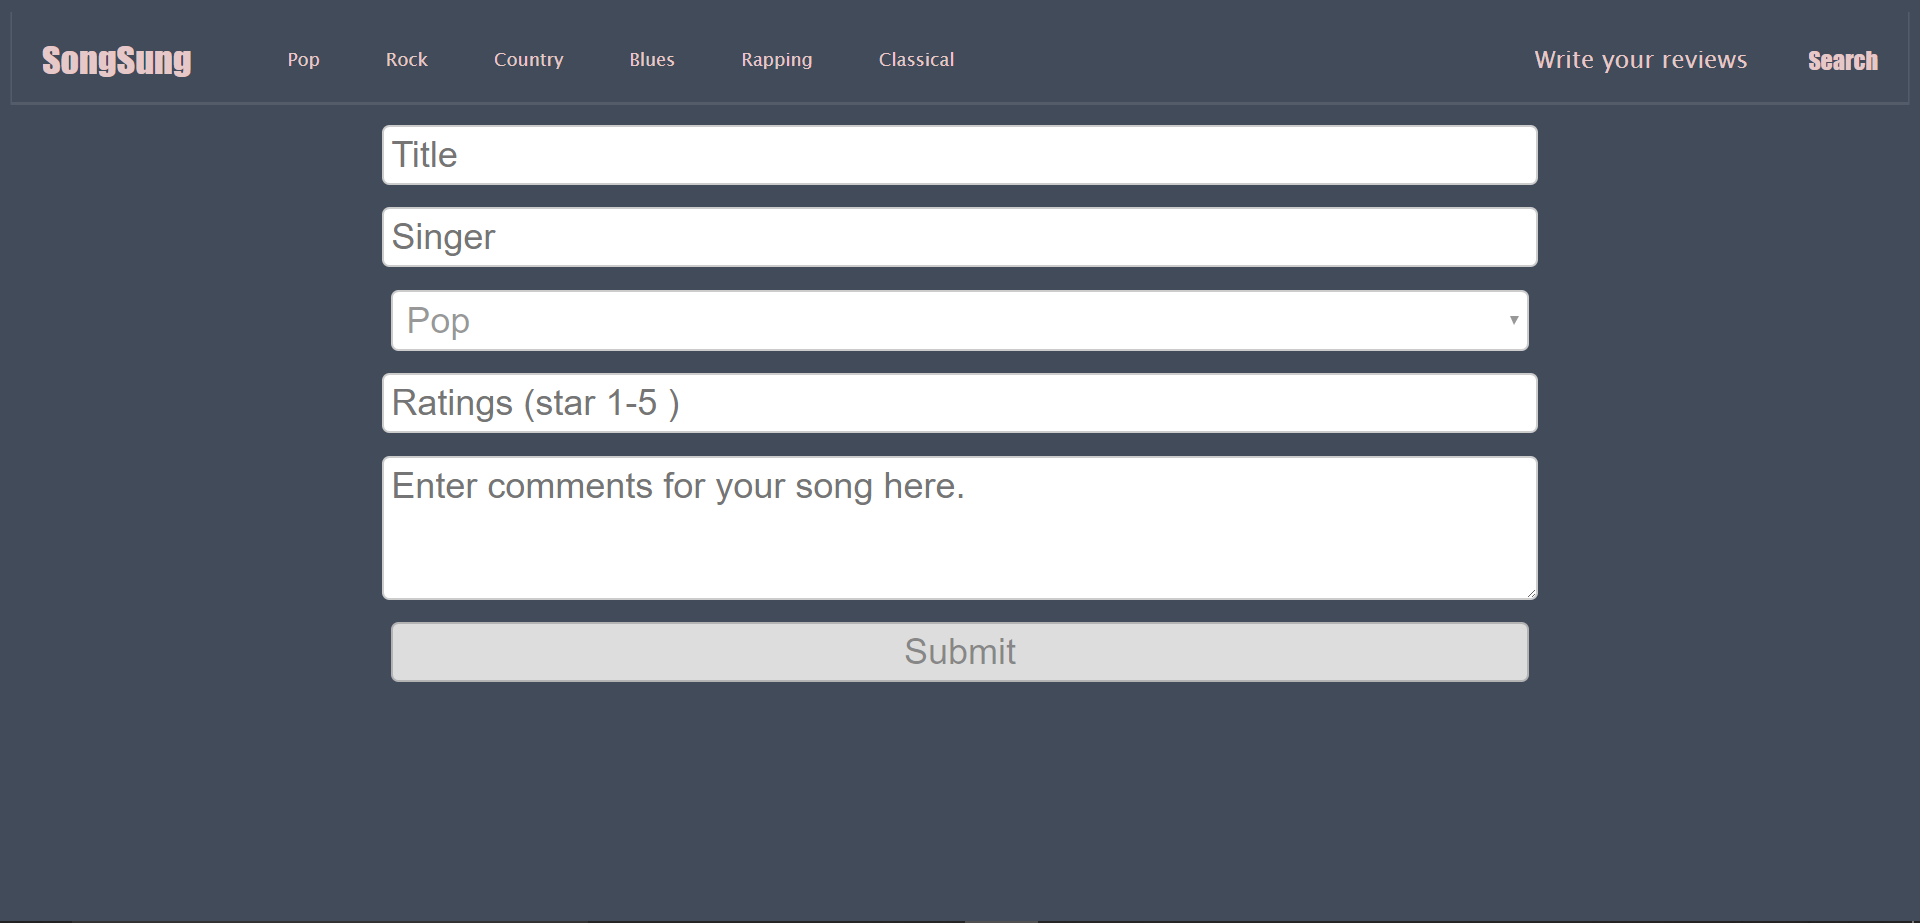 SongSung Pop Rock Country Blues Rapping Classical Write your reviews Search
Title
Singer
Pop
Ratings (star 1-5 )
Enter comments for your song here.
Submit